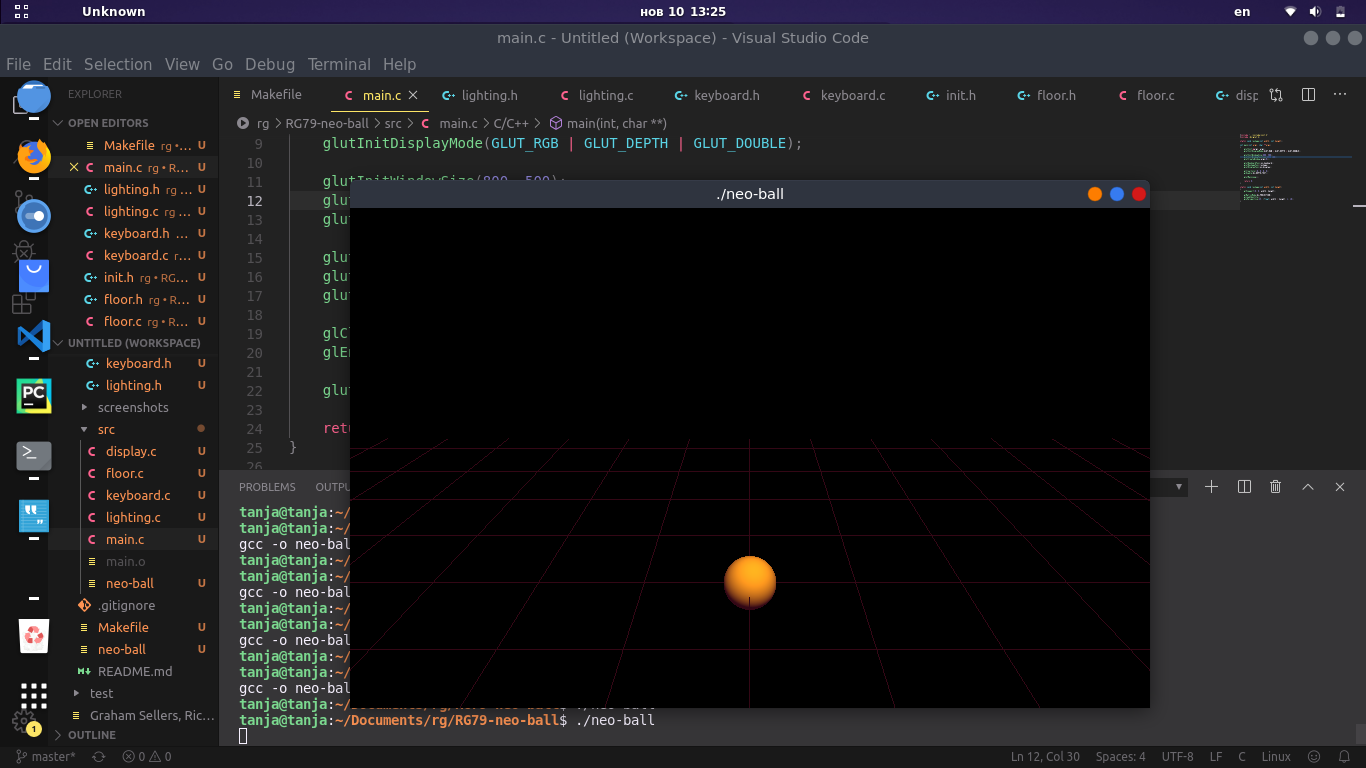 Unknown
нов 10 13:25
en
main.c - Untitled (Workspace) - Visual Studio Code
File Edit Selection View Go Debug Terminal Help
EXPLORER
OPEN EDITORS
Makefile rg •... U
main.c rg • R... U
lighting.h rg ... U
lighting.c rg ... U
keyboard.h ... U
keyboard.c r... U
init.h rg • RG... U
floor.h rg • R... U
floor.c rg • R... U
UNTITLED (WORKSPACE)
keyboard.h U
lighting.h U
screenshots
src
display.c U
floor.c U
keyboard.c U
lighting.c U
main.c U
main.o
neo-ball U
.gitignore
Makefile U
neo-ball U
README.md
test
Graham Sellers, Ric...
OUTLINE
PC
1
Makefile
main.c
lighting.h
lighting.c
keyboard.h
keyboard.c
init.h
floor.h
floor.c
disp
rg > RG79-neo-ball > src > C main.c > C/C++ > main(int, char **)
9 glutInitDisplayMode(GLUT_RGB | GLUT_DEPTH | GLUT_DOUBLE);
10
11 glutInitWindowSize(800, 500);
12 glut
13 glut
14
15 glut
16 glut
17 glut
18
19 glCl
20 glEn
21
22 glut
23
24 retu
25 }
26
./neo-ball
PROBLEMS OUTPU
tanja@tanja:~/
tanja@tanja:~/
gcc -o neo-bal
tanja@tanja:~/
tanja@tanja:~/
gcc -o neo-bal
tanja@tanja:~/
tanja@tanja:~/
gcc -o neo-bal
tanja@tanja:~/
tanja@tanja:~/
gcc -o neo-bal
tanja@tanja:~/Documents/rg/RG79-neo-ball$ ./neo-ball
tanja@tanja:~/Documents/rg/RG79-neo-ball$ ./neo-ball
master* 0 0
Ln 12, Col 30 Spaces: 4 UTF-8 LF C Linux